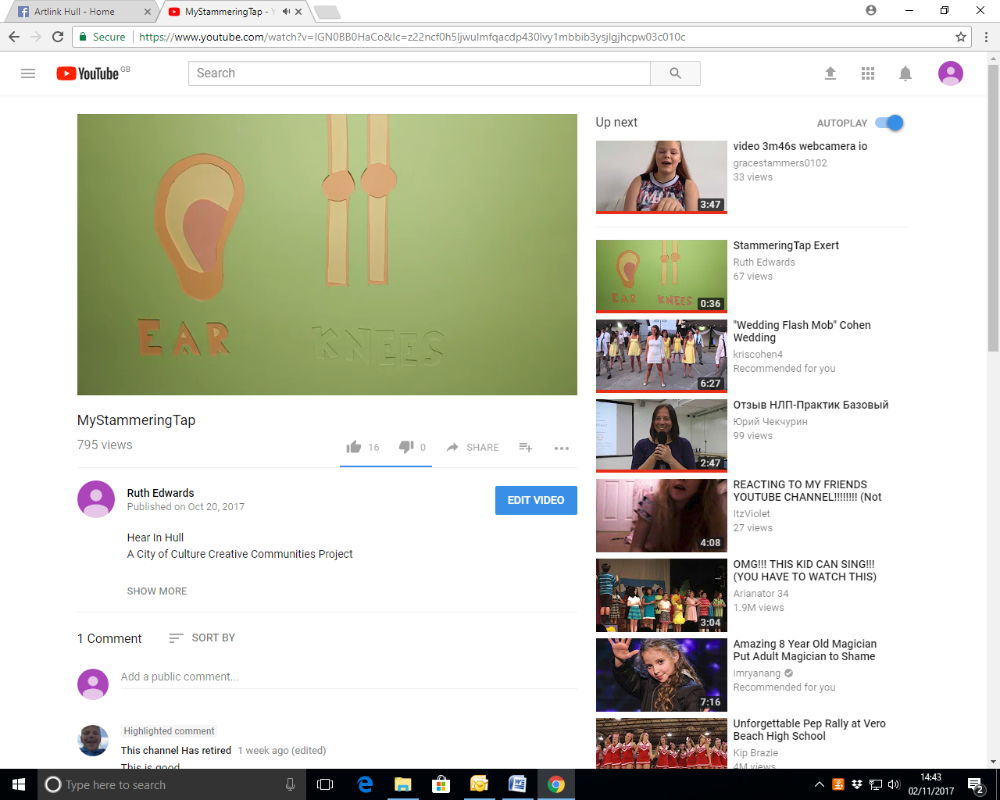 Artlink Hull - Home
MyStammeringTap - Y
Secure
https://www.youtube.com/watch?v=IGN0BB0HaCo&lc=z22ncf0h5ljwulmfqacdp430lvy1mbbib3ysjlgjhcpw03c010c
YouTube GB
Search
EAR KNEES
MyStammeringTap
795 views
16 0 SHARE
Ruth Edwards
Published on Oct 20, 2017
EDIT VIDEO
Hear In Hull
A City of Culture Creative Communities Project
SHOW MORE
1 Comment SORT BY
Add a public comment...
Highlighted comment
This channel Has retired 1 week ago (edited)
This is good
Up next AUTOPLAY
3:47
video 3m46s webcamera io
gracestammers0102
33 views
EAR KNEES
0:36
StammeringTap Exert
Ruth Edwards
67 views
6:27
"Wedding Flash Mob" Cohen
Wedding
kriscohen4
Recommended for you
2:47
Отзыв НЛП-Практик Базовый
Юрий Чекчурин
99 views
4:08
REACTING TO MY FRIENDS
YOUTUBE CHANNEL!!!!!!!! (Not
ItzViolet
27 views
3:04
OMG!!! THIS KID CAN SING!!!
(YOU HAVE TO WATCH THIS)
Arianator 34
1.9M views
7:16
Amazing 8 Year Old Magician
Put Adult Magician to Shame
imryanang
Recommended for you
Unforgettable Pep Rally at Vero
Beach High School
Kip Brazie
4M views
Type here to search
14:43
02/11/2017
2